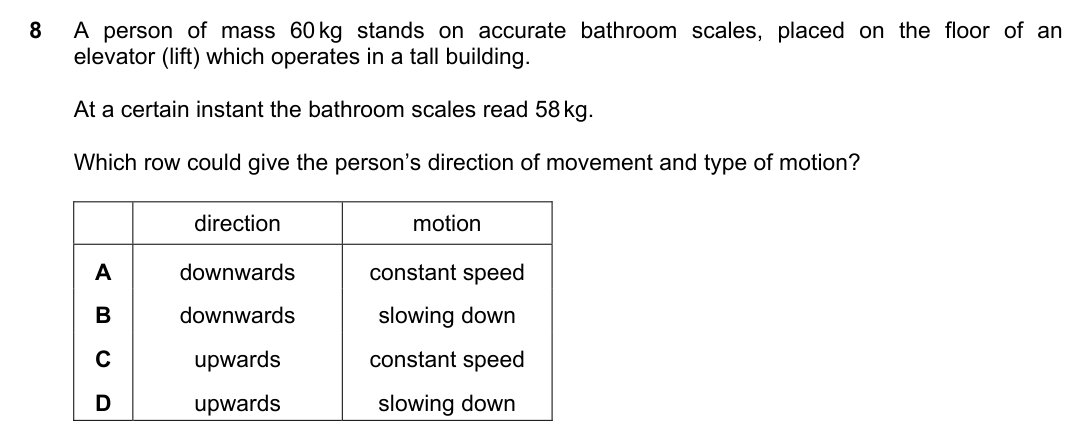 8 A person of mass 60 kg stands on accurate bathroom scales, placed on the floor of an
elevator (lift) which operates in a tall building.
At a certain instant the bathroom scales read 58 kg.
Which row could give the person's direction of movement and type of motion?
direction motion
A downwards constant speed
B downwards slowing down
C upwards constant speed
D upwards slowing down